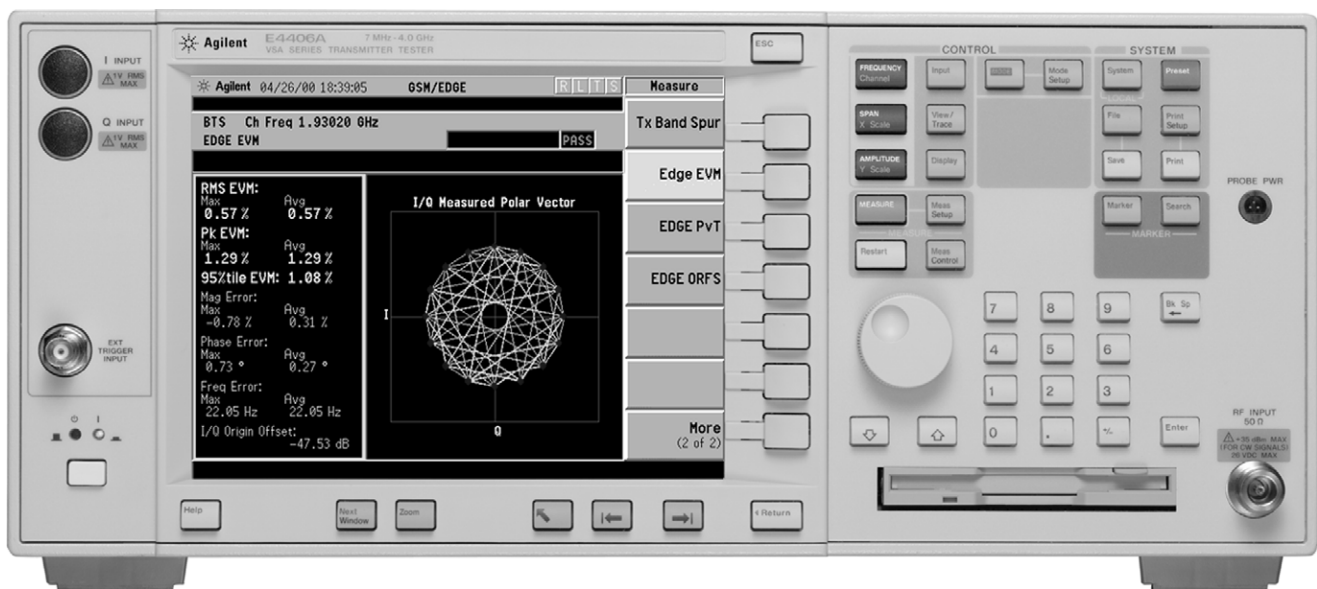 Agilent E4406A 7 MHz - 4.0 GHz
VSA SERIES TRANSMITTER TESTER
ESC
I INPUT
1V RMS
MAX
Q INPUT
1V RMS
MAX
EXT
TRIGGER
INPUT
Agilent 04/26/00 18:39:05 GSM/EDGE R L T S
BTS Ch Freq 1.93020 GHz
EDGE EVM PASS
RMS EVM:
Max Avg
0.57 % 0.57 %
Pk EVM:
Max Avg
1.29 % 1.29 %
95%tile EVM: 1.08 %
Mag Error:
Max Avg
-0.78 % 0.31 %
Phase Error:
Max Avg
0.73 ° 0.27 °
Freq Error:
Max Avg
22.05 Hz 22.05 Hz
I/Q Origin Offset:
-47.53 dB
I/Q Measured Polar Vector
I
Q
Measure
Tx Band Spur
Edge EVM
EDGE PvT
EDGE ORFS
More
(2 of 2)
Help
Next
Window
Zoom
Return
CONTROL
FREQUENCY
Channel
Input
MODE
Mode
Setup
SPAN
X Scale
View/
Trace
AMPLITUDE
Y Scale
Display
MEASURE
Meas
Setup
MEASURE
Restart
Meas
Control
SYSTEM
System
Preset
LOCAL
File
Print
Setup
Save
Print
Marker
Search
MARKER
PROBE PWR
7
8
9
Bk Sp
4
5
6
1
2
3
0
.
+/-
Enter
RF INPUT
50 Ω
+35 dBm MAX
(FOR CW SIGNALS)
26 VDC MAX